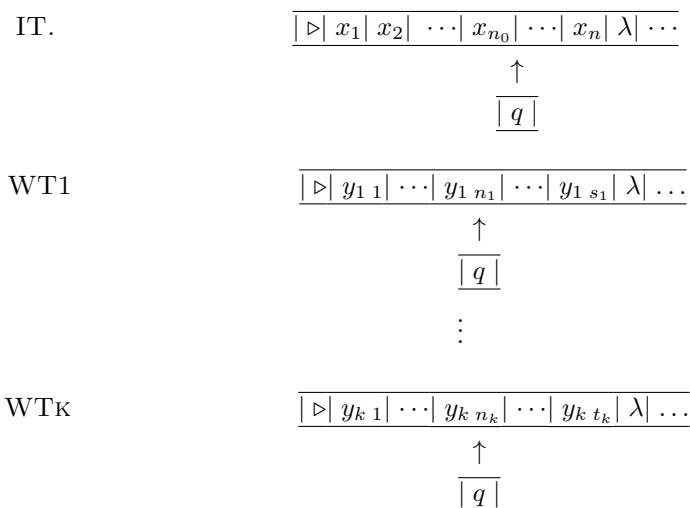 IT. | ▷| x₁| x₂| ⋯| xₙ₀| ⋯| xₙ| λ| ⋯
↑
| q |
WT1 | ▷| y₁ ₁| ⋯| y₁ ₙ₁| ⋯| y₁ ₛ₁| λ| …
↑
| q |
⋮
WTK | ▷| yₖ ₁| ⋯| yₖ ₙₖ| ⋯| yₖ ₜₖ| λ| …
↑
| q |